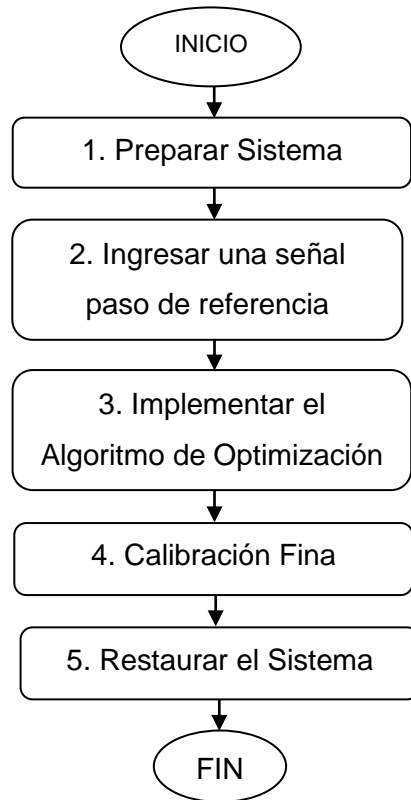 INICIO
1. Preparar Sistema
2. Ingresar una señal
paso de referencia
3. Implementar el
Algoritmo de Optimización
4. Calibración Fina
5. Restaurar el Sistema
FIN